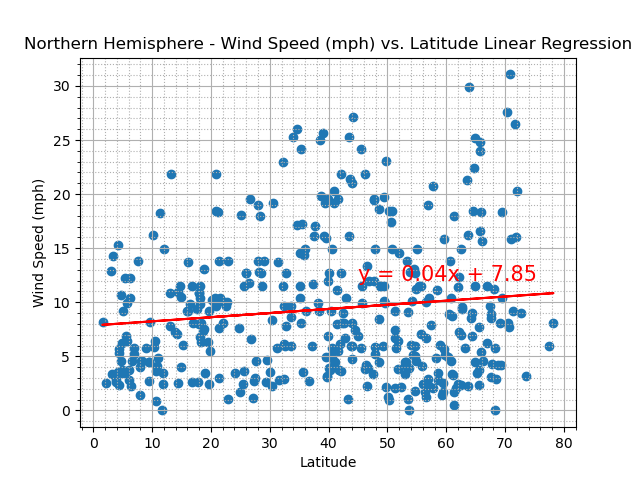 Northern Hemisphere - Wind Speed (mph) vs. Latitude Linear Regression
30
25
20
15
10
5
0
Wind Speed (mph)
y = 0.04x + 7.85
0 10 20 30 40 50 60 70 80
Latitude